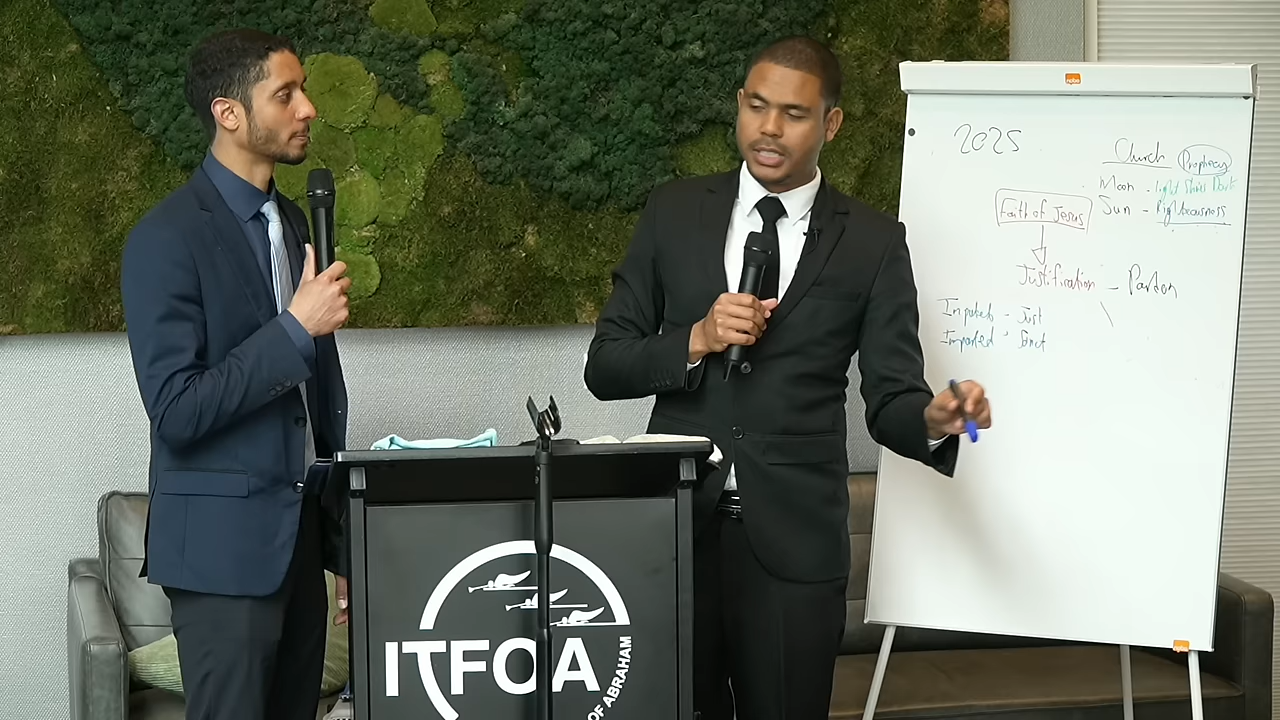 2025
Church Prophecy
Moon - Light Shines Dark
Sun - Righteousness
Faith of Jesus
Justification - Pardon
Imputed - Just
Imparted - Sanct
ITFOA
OF ABRAHAM